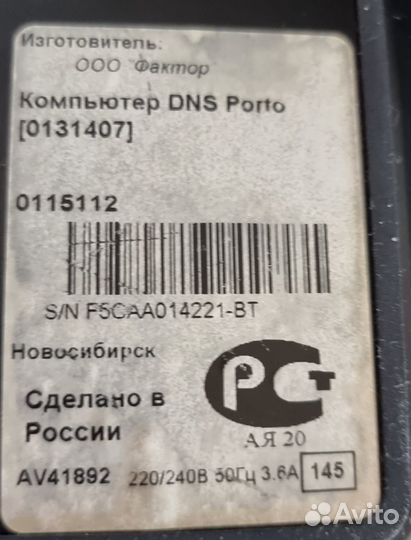 Изготовитель:
ООО Фактор
Компьютер DNS Porto
[0131407]
0115112
S/N F5CAA014221-BT
Новосибирск
РСТ
Сделано в
России
АЯ 20
AV41892 220/240В 50Гц 3.6А 145
Avito